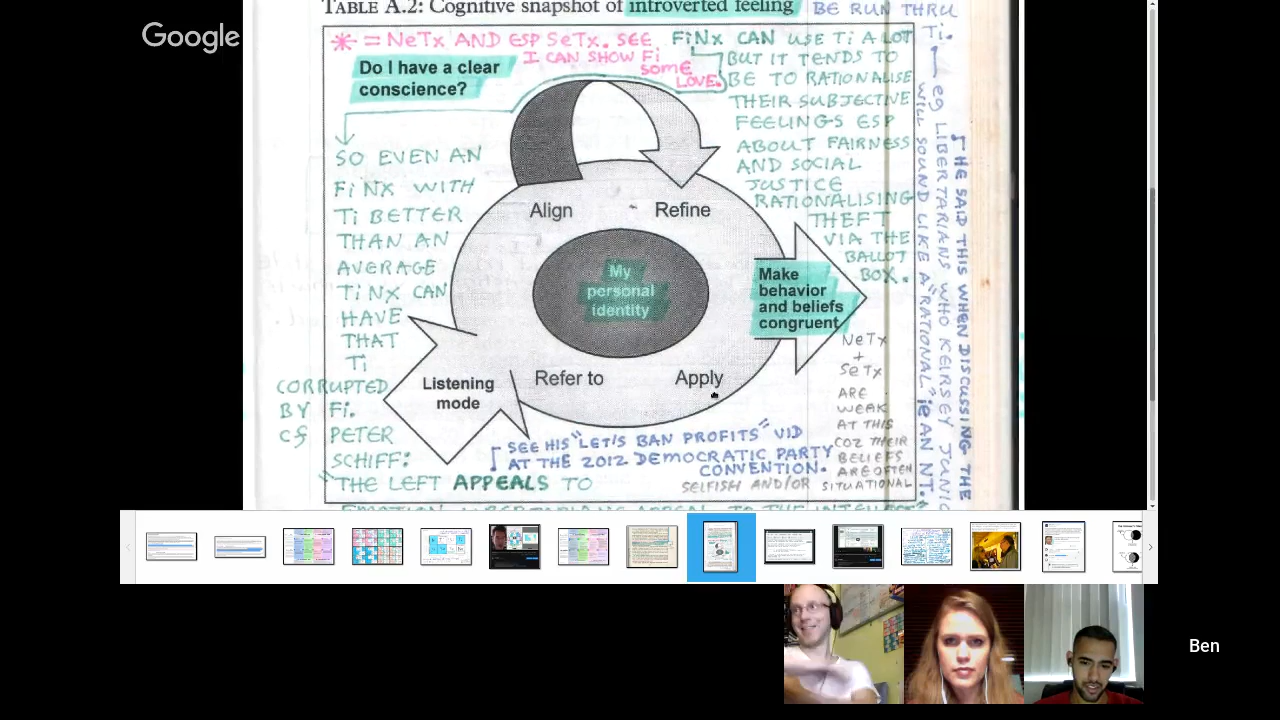 Google
TABLE A.2: Cognitive snapshot of introverted feeling
BE RUN THRU
Ti.
* = NeTx AND ESP SeTx. SEE
I CAN SHOW Fi
SOME
LOVE.
FiNx CAN USE Ti A LOT
BUT IT TENDS TO
BE TO RATIONALISE
THEIR SUBJECTIVE
FEELINGS ESP
ABOUT FAIRNESS
AND SOCIAL
JUSTICE
RATIONALISING
THEFT
VIA THE
BALLOT
BOX.
Do I have a clear
conscience?
SO EVEN AN
FiNX WITH
Ti BETTER
THAN AN
AVERAGE
TiNX CAN
HAVE
THAT
Ti
CORRUPTED
BY Fi.
cf PETER
SCHIFF:
"THE LEFT APPEALS TO
Align
Refine
My
personal
identity
Make
behavior
and beliefs
congruent
Listening
mode
Refer to
Apply
NeTx
+
SeTx
ARE
WEAK
AT THIS
COZ THEIR
BELIEFS
ARE OFTEN
SELFISH AND/OR SITUATIONAL
SEE HIS "LET'S BAN PROFITS" VID
AT THE 2012 DEMOCRATIC PARTY
CONVENTION.
eg LIBERTARIANS WHO KEIRSEY
WILL SOUND LIKE A "RATIONAL" ie AN NT.
HE SAID THIS WHEN DISCUSSING THE
Ben